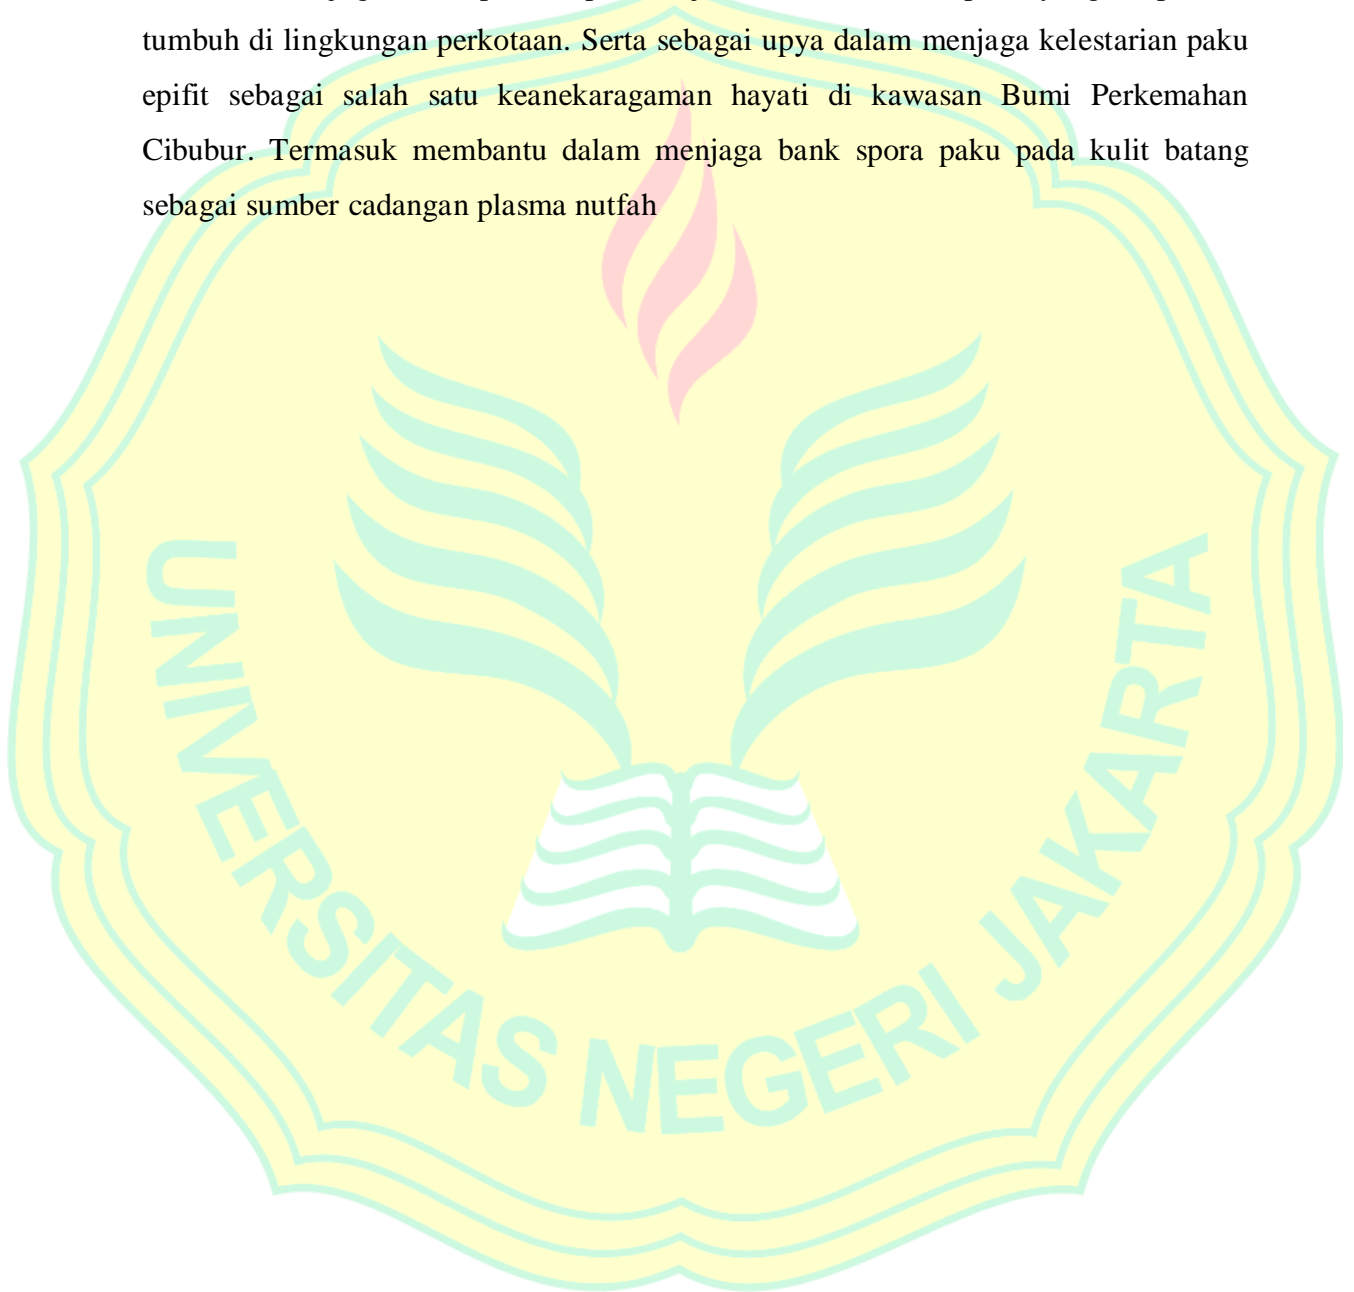 tumbuh di lingkungan perkotaan. Serta sebagai upya dalam menjaga kelestarian paku
epifit sebagai salah satu keanekaragaman hayati di kawasan Bumi Perkemahan
Cibubur. Termasuk membantu dalam menjaga bank spora paku pada kulit batang
sebagai sumber cadangan plasma nutfah
UNIVERSITAS NEGERI JAKARTA